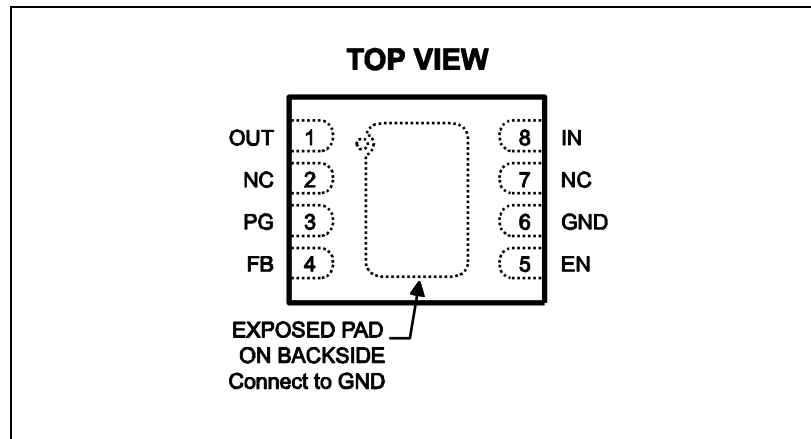 TOP VIEW
OUT 1 8 IN
NC 2 7 NC
PG 3 6 GND
FB 4 5 EN
EXPOSED PAD
ON BACKSIDE
Connect to GND